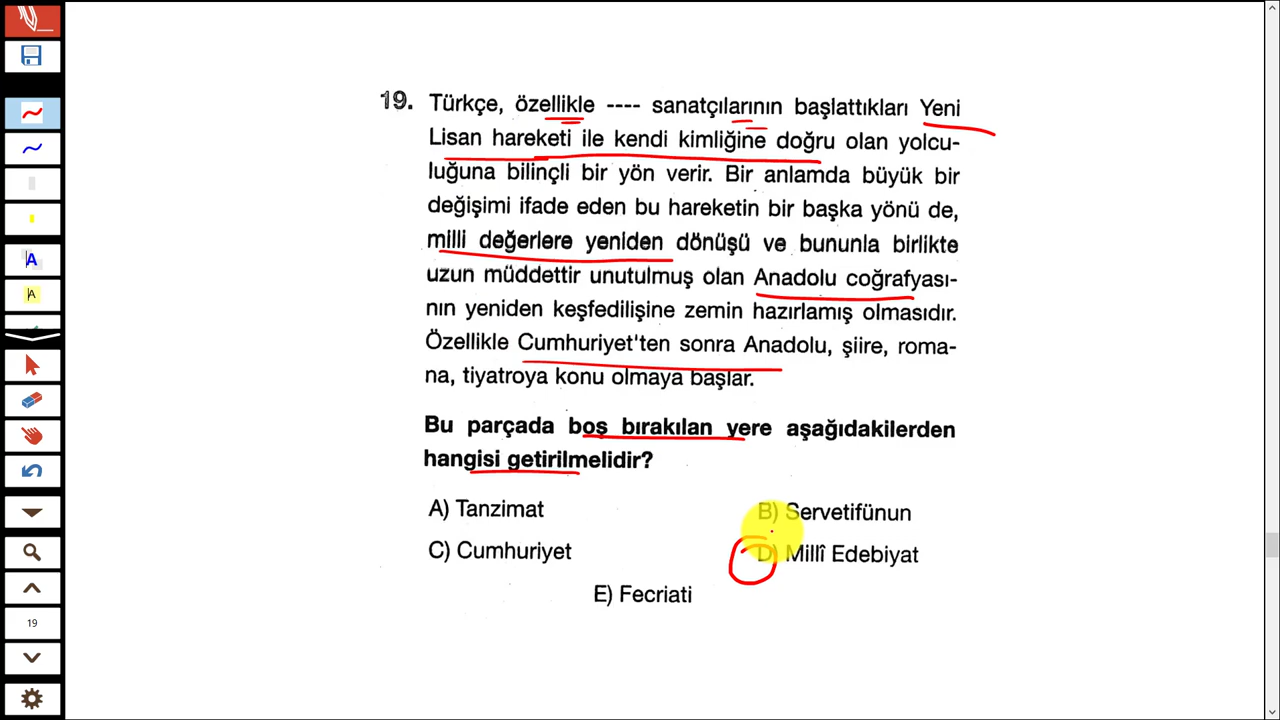 19. Türkçe, özellikle ---- sanatçılarının başlattıkları Yeni
Lisan hareketi ile kendi kimliğine doğru olan yolcu-
luğuna bilinçli bir yön verir. Bir anlamda büyük bir
değişimi ifade eden bu hareketin bir başka yönü de,
milli değerlere yeniden dönüşü ve bununla birlikte
uzun müddettir unutulmuş olan Anadolu coğrafyası-
nın yeniden keşfedilişine zemin hazırlamış olmasıdır.
Özellikle Cumhuriyet'ten sonra Anadolu, şiire, roma-
na, tiyatroya konu olmaya başlar.
Bu parçada boş bırakılan yere aşağıdakilerden
hangisi getirilmelidir?
A) Tanzimat
B) Servetifünun
C) Cumhuriyet
D) Millî Edebiyat
E) Fecriati
A
A
19